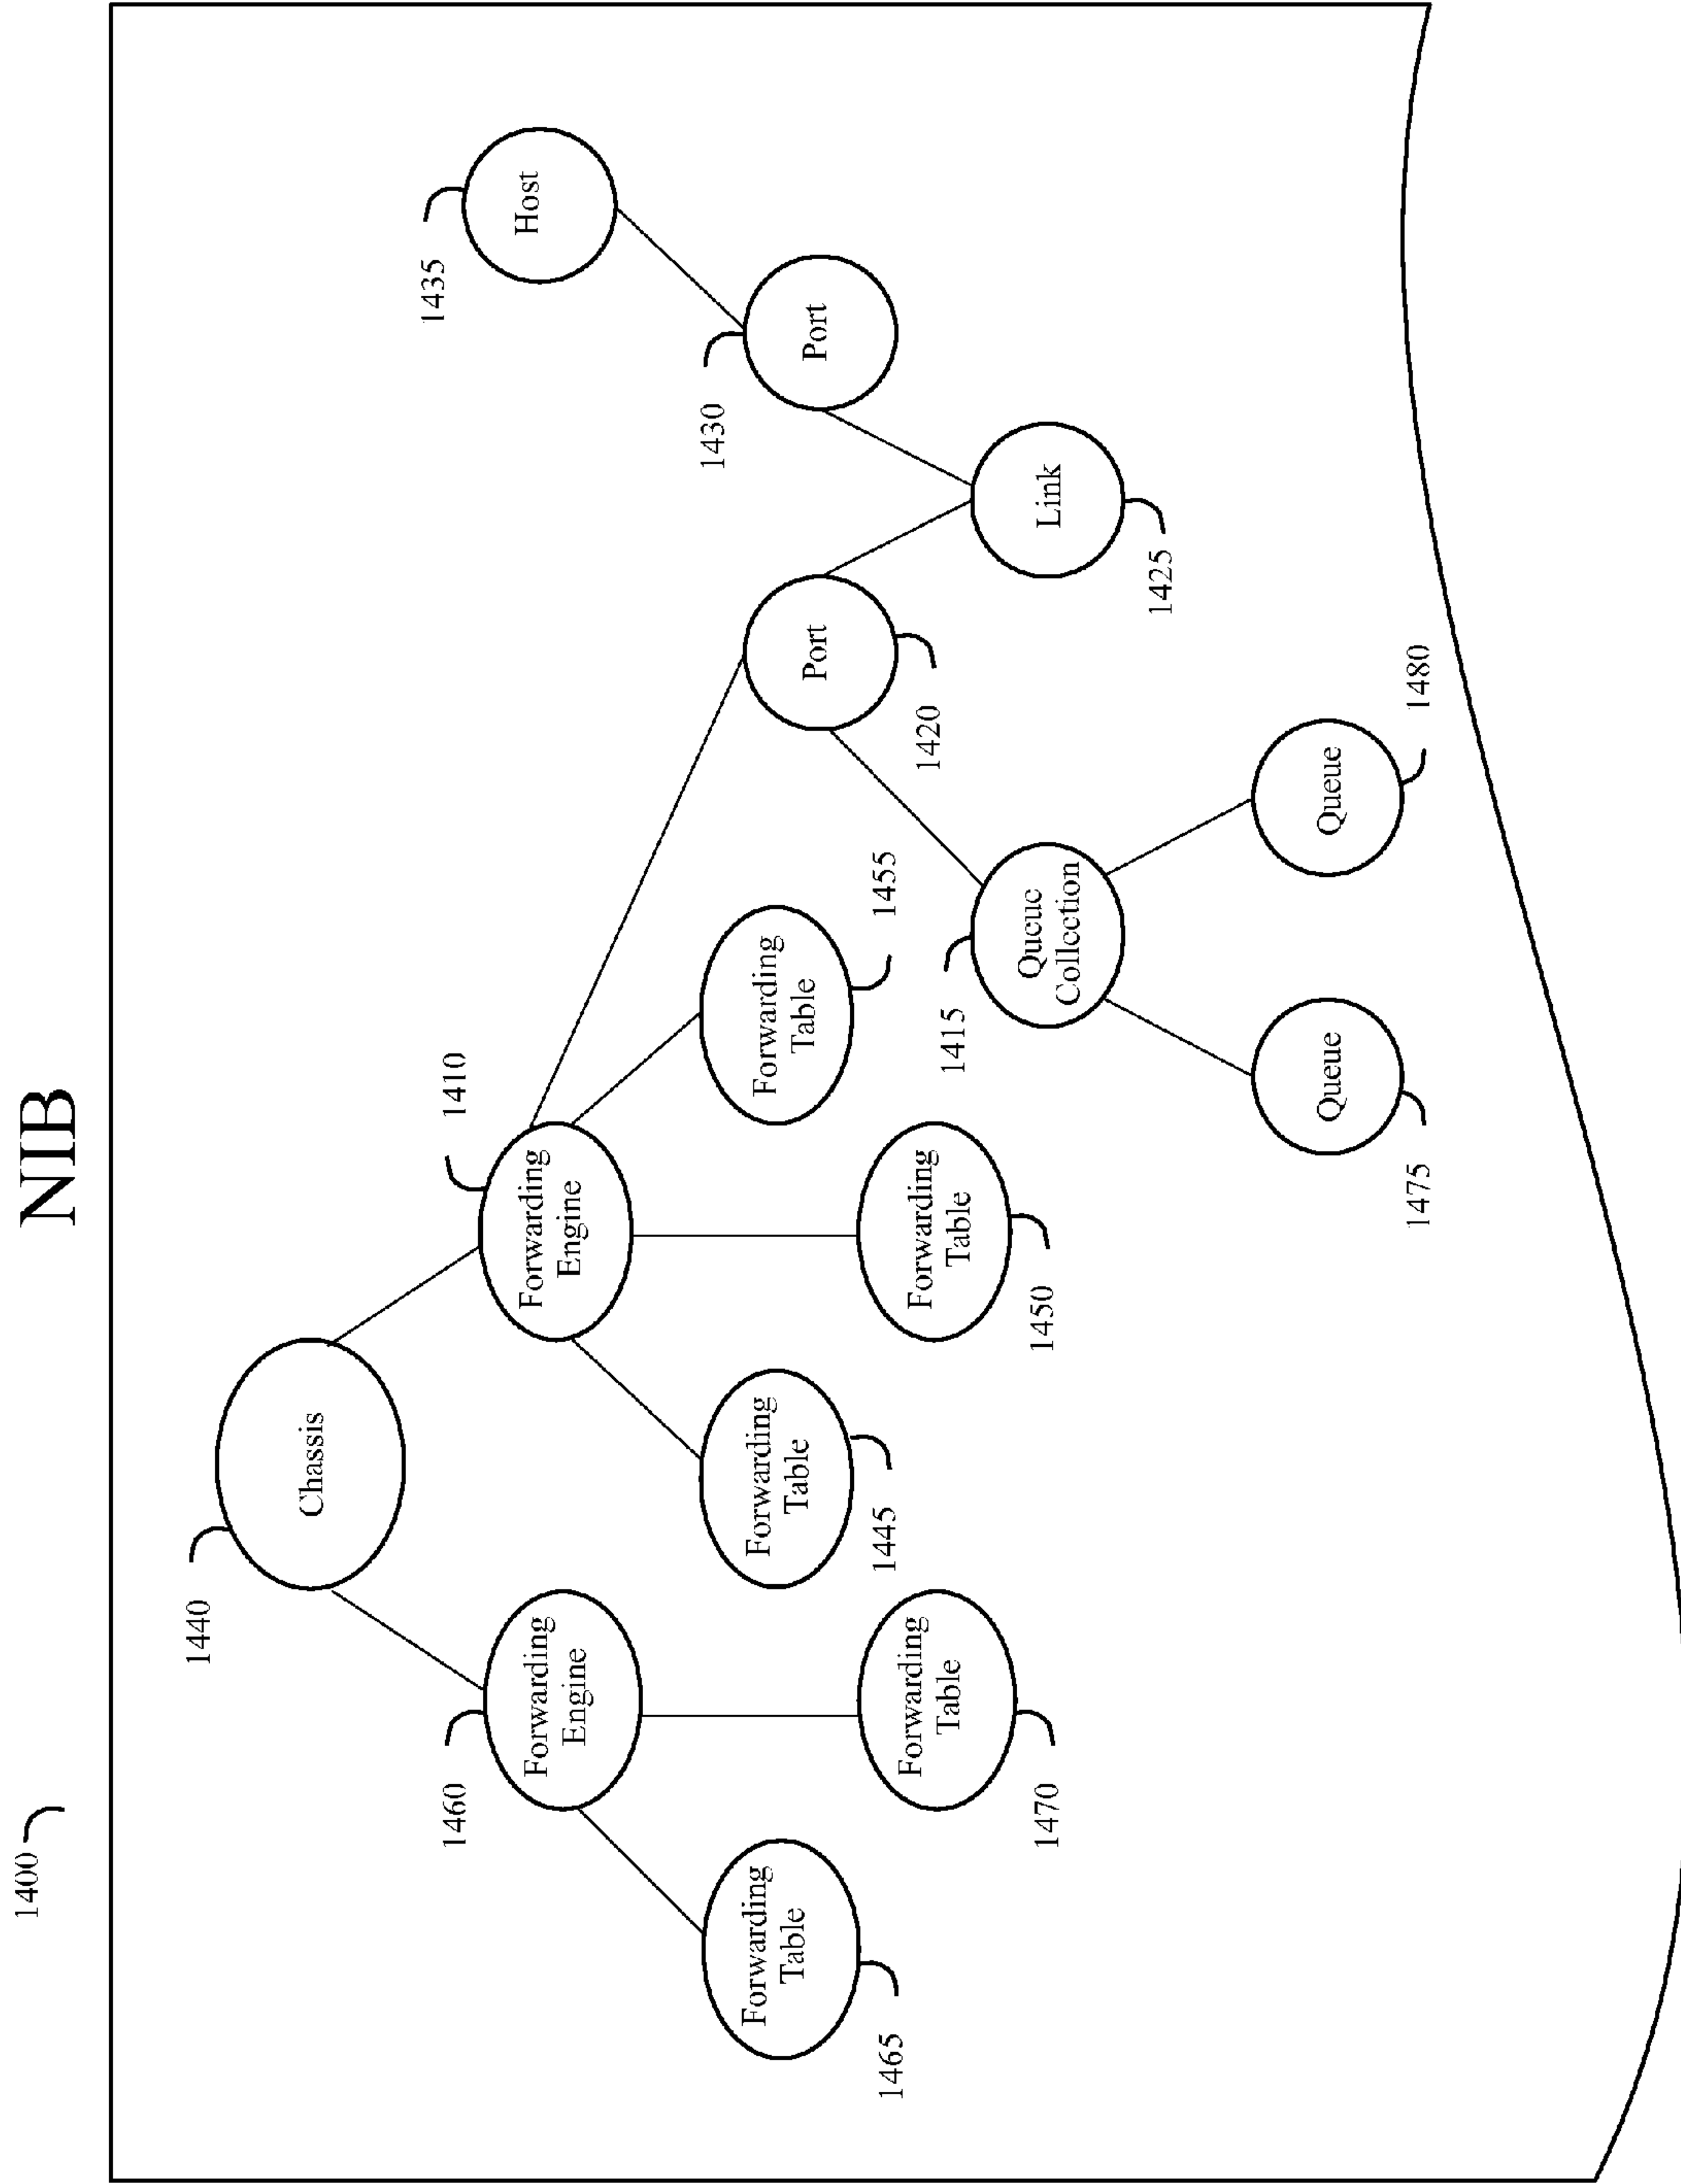 1400
NIB
1440
Chassis
1435
1460
1410
Host
Forwarding
Engine
Forwarding
Engine
1430
Forwarding
Table
Forwarding
Table
Forwarding
Table
Port
Port
1465
1445
1455
Forwarding
Table
Forwarding
Table
1420
1415
1470
1450
Queue
Collection
Link
1425
Queue
Queue
1475
1480